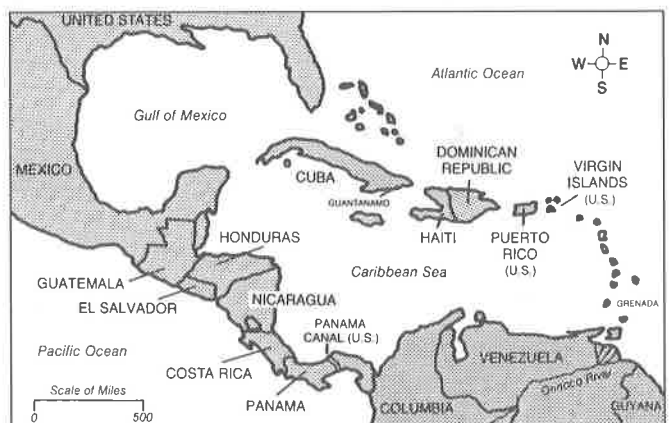 UNITED STATES
N
W E
S
Atlantic Ocean
Gulf of Mexico
MEXICO
CUBA
GUANTANAMO
DOMINICAN
REPUBLIC
VIRGIN
ISLANDS
(U.S.)
HAITI
PUERTO
RICO
(U.S.)
HONDURAS
Caribbean Sea
GUATEMALA
EL SALVADOR
NICARAGUA
GRENADA
PANAMA
CANAL (U.S.)
Pacific Ocean
COSTA RICA
VENEZUELA
Orinoco River
Scale of Miles
0 500
PANAMA
COLUMBIA
GUYANA